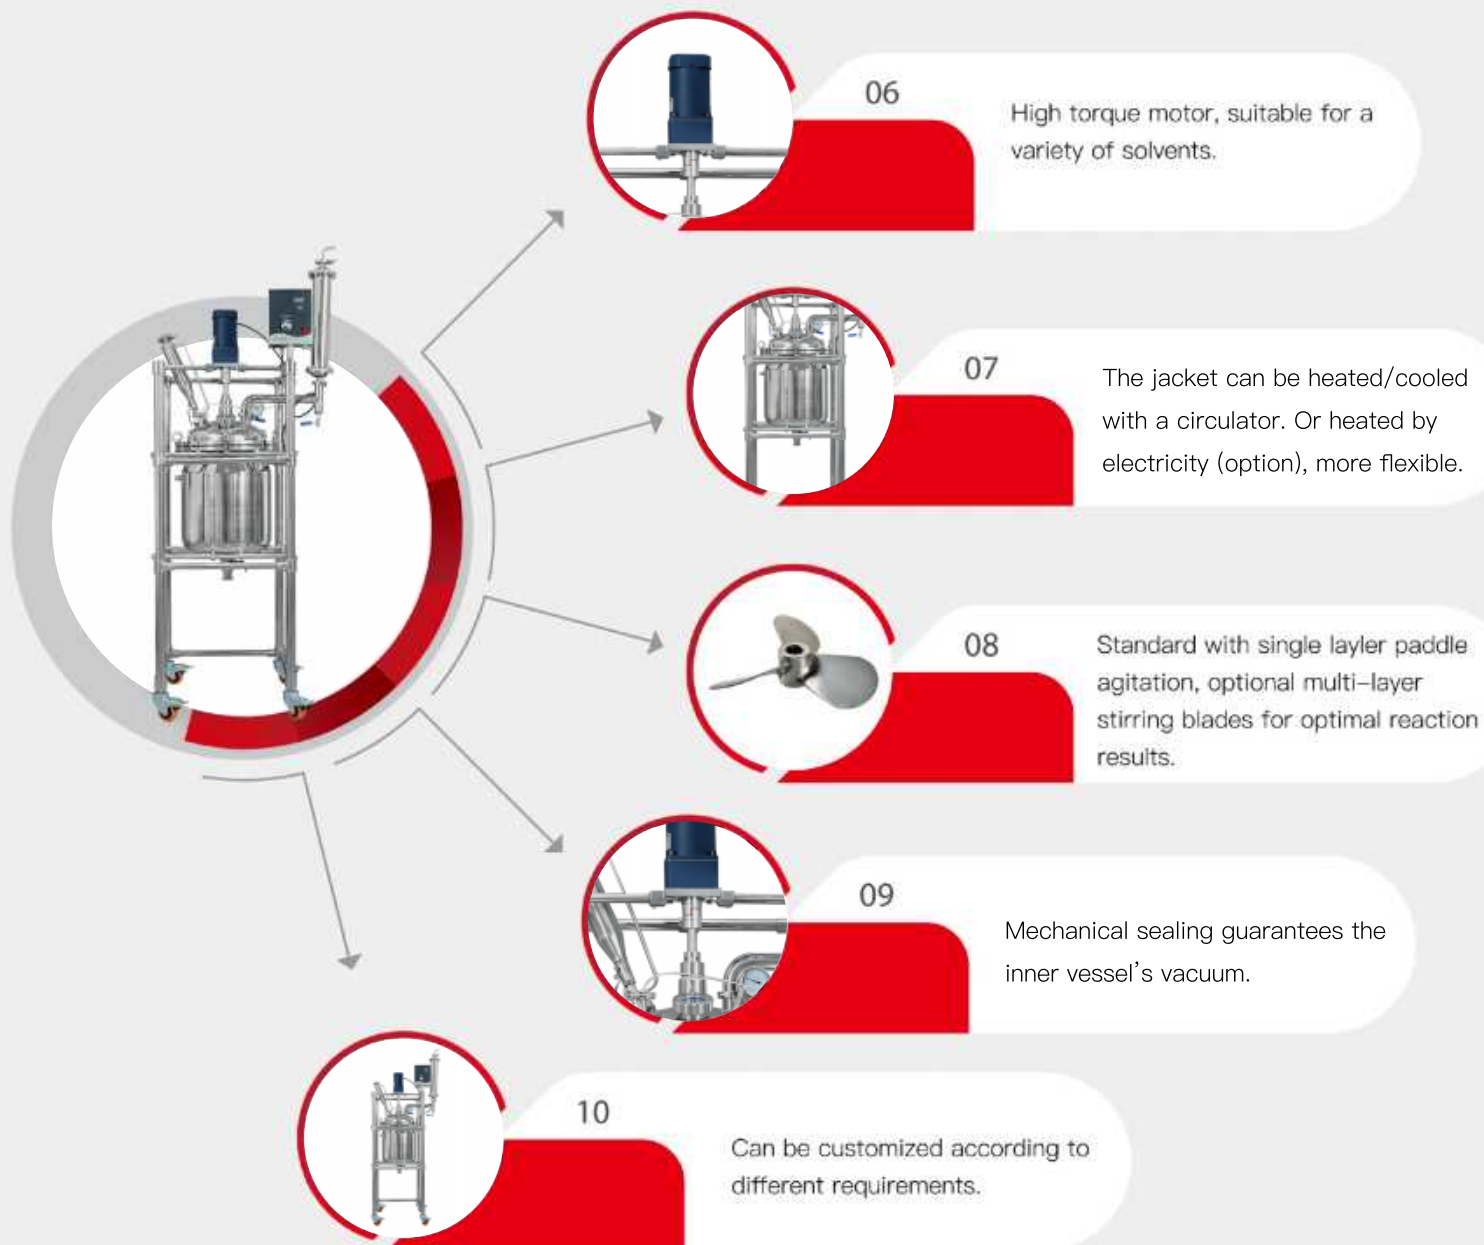 06
High torque motor, suitable for a
variety of solvents.
07
The jacket can be heated/cooled
with a circulator. Or heated by
electricity (option), more flexible.
08
Standard with single layler paddle
agitation, optional multi-layer
stirring blades for optimal reaction
results.
09
Mechanical sealing guarantees the
inner vessel's vacuum.
10
Can be customized according to
different requirements.